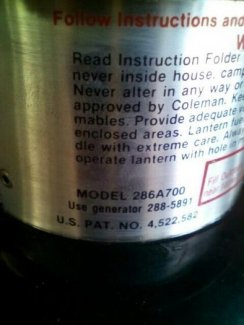 Follow Instructions and
W
Read Instruction Folder
never inside house, cam
Never alter in any way or
approved by Coleman. Kee
mables. Provide adequate
enclosed areas. Lantern fue
dle with extreme care. Alwa
operate lantern with hole in
MODEL 286A700
Use generator 288-5891
U.S. PAT. NO. 4,522,582